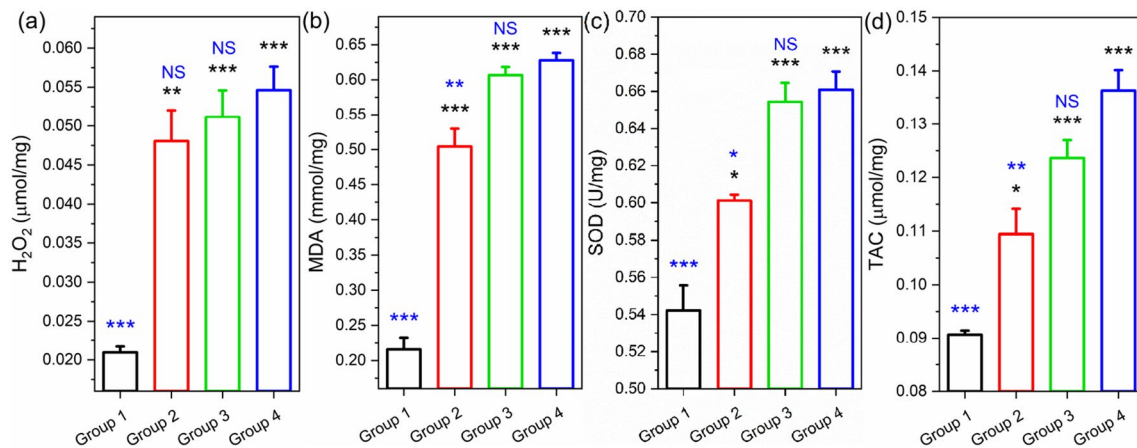 (a)
H₂O₂ (μmol/mg)
0.060
0.055
0.050
0.045
0.040
0.035
0.030
0.025
0.020
***
NS
**
NS
***
***
Group 1
Group 2
Group 3
Group 4
(b)
MDA (mmol/mg)
0.65
0.60
0.55
0.50
0.45
0.40
0.35
0.30
0.25
0.20
***
**
***
NS
***
***
Group 1
Group 2
Group 3
Group 4
(c)
SOD (U/mg)
0.70
0.68
0.66
0.64
0.62
0.60
0.58
0.56
0.54
0.52
0.50
***
*
*
***
***
Group 1
Group 2
Group 3
Group 4
(d)
TAC (μmol/mg)
0.15
0.14
0.13
0.12
0.11
0.10
0.09
0.08
***
**
*
NS
***
***
Group 1
Group 2
Group 3
Group 4